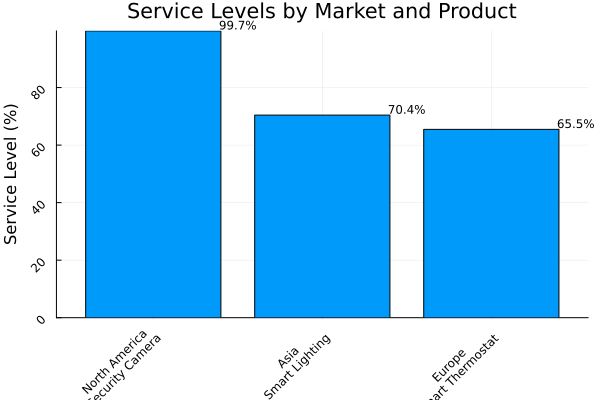 Service Levels by Market and Product
99.7%
70.4%
65.5%
Service Level (%)
80
60
40
20
0
North America
ecurity Camera
Asia
Smart Lighting
Europe
art Thermostat